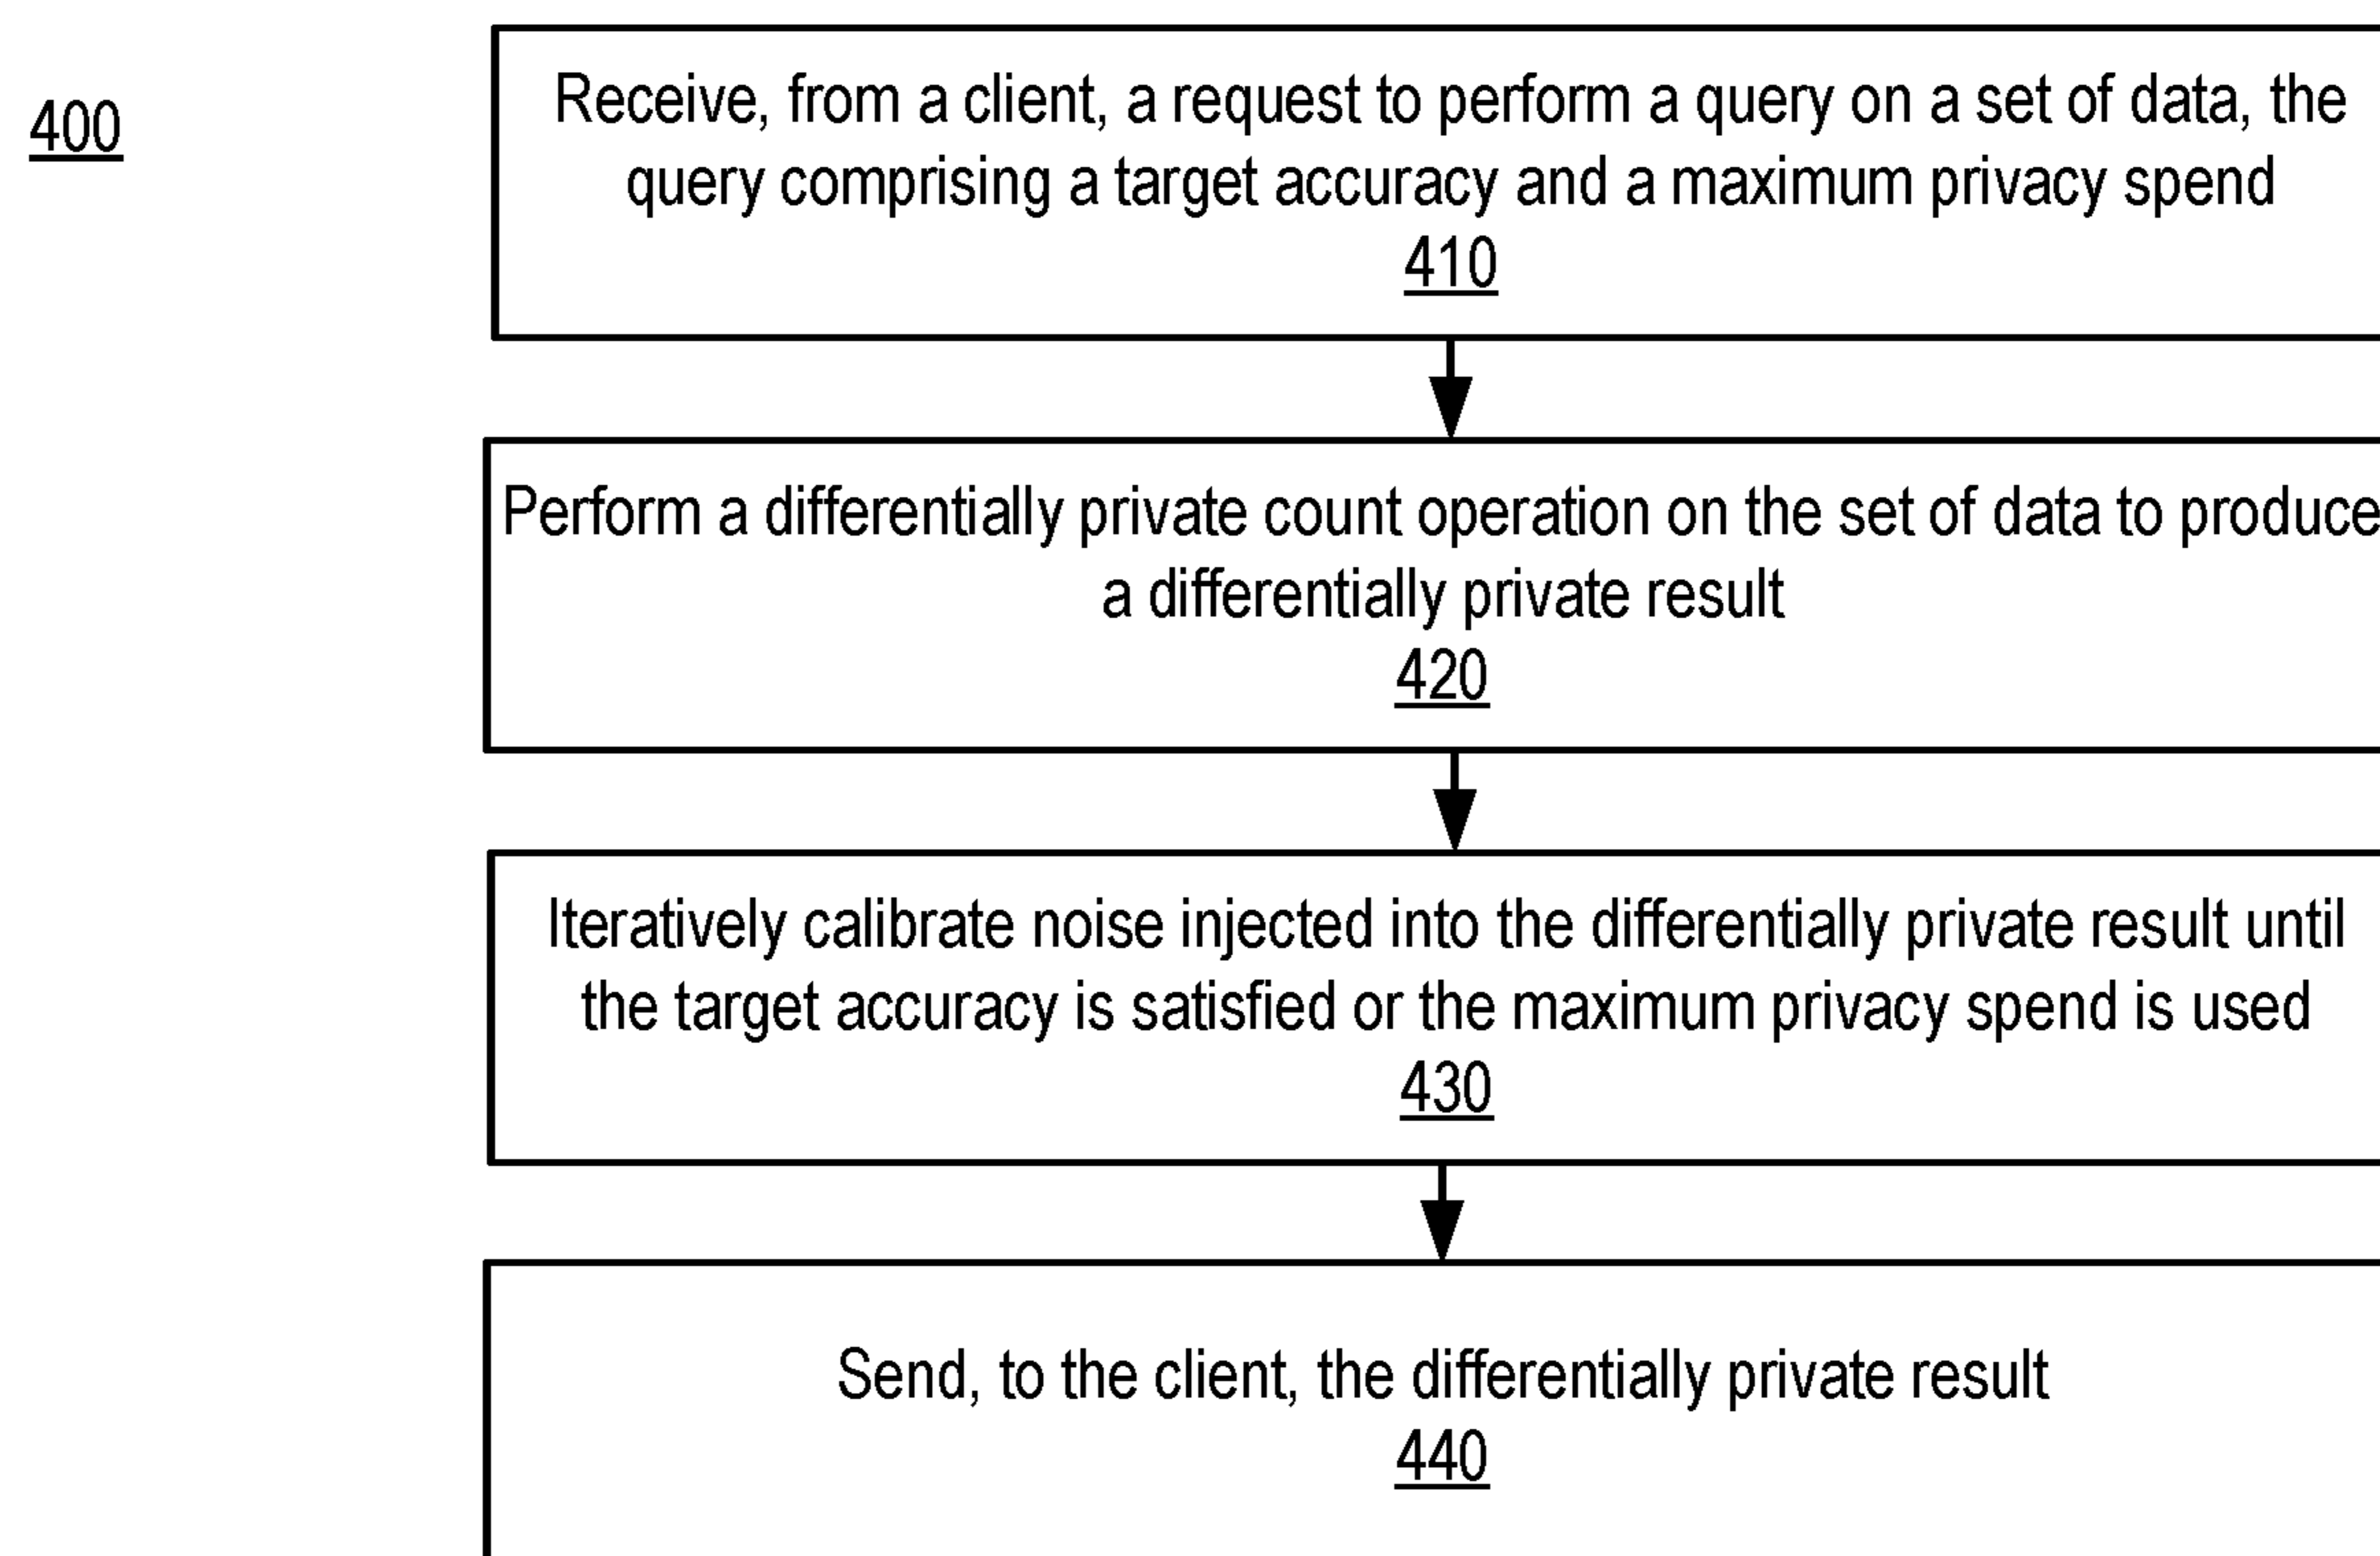 400
Receive, from a client, a request to perform a query on a set of data, the
query comprising a target accuracy and a maximum privacy spend
410
Perform a differentially private count operation on the set of data to produce
a differentially private result
420
Iteratively calibrate noise injected into the differentially private result until
the target accuracy is satisfied or the maximum privacy spend is used
430
Send, to the client, the differentially private result
440